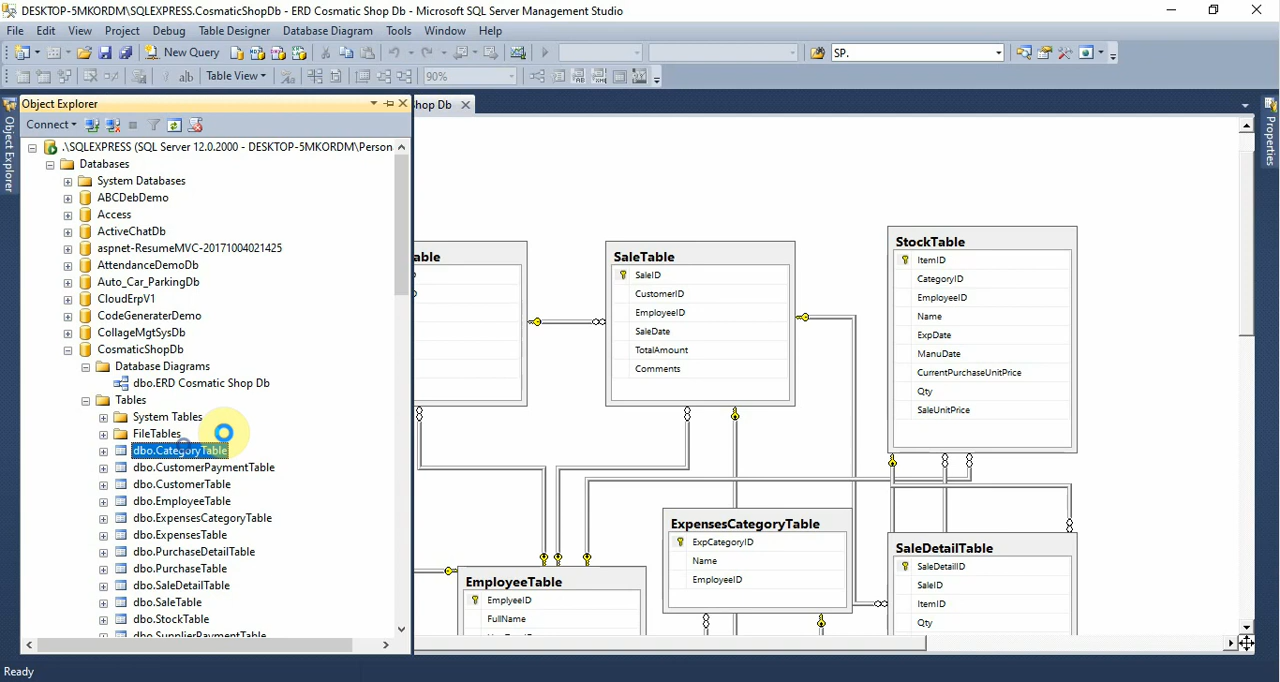 DESKTOP-5MKORDM\SQLEXPRESS.CosmaticShopDb - ERD Cosmatic Shop Db - Microsoft SQL Server Management Studio
File Edit View Project Debug Table Designer Database Diagram Tools Window Help
New Query SP.
Table View 90%
Object Explorer
hop Db
Connect
Object Explorer
Properties
.\SQLEXPRESS (SQL Server 12.0.2000 - DESKTOP-5MKORDM\Person
Databases
System Databases
ABCDebDemo
Access
ActiveChatDb
aspnet-ResumeMVC-20171004021425
AttendanceDemoDb
Auto_Car_ParkingDb
CloudErpV1
CodeGeneraterDemo
CollageMgtSysDb
CosmaticShopDb
Database Diagrams
dbo.ERD Cosmatic Shop Db
Tables
System Tables
FileTables
dbo.CategoryTable
dbo.CustomerPaymentTable
dbo.CustomerTable
dbo.EmployeeTable
dbo.ExpensesCategoryTable
dbo.ExpensesTable
dbo.PurchaseDetailTable
dbo.PurchaseTable
dbo.SaleDetailTable
dbo.SaleTable
dbo.StockTable
dbo.SupplierPaymentTable
able
SaleTable
SaleID
CustomerID
EmployeeID
SaleDate
TotalAmount
Comments
StockTable
ItemID
CategoryID
EmployeeID
Name
ExpDate
ManuDate
CurrentPurchaseUnitPrice
Qty
SaleUnitPrice
ExpensesCategoryTable
ExpCategoryID
Name
EmployeeID
EmployeeTable
EmplyeeID
FullName
SaleDetailTable
SaleDetailID
SaleID
ItemID
Qty
Ready